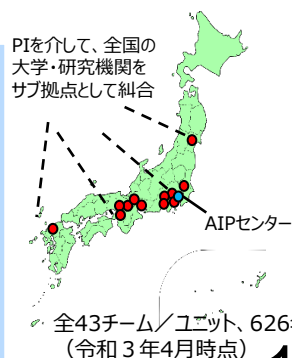 PIを介して、全国の
大学・研究機関を
サブ拠点として糾合
AIPセンター
全43チーム/ユニット、626
(令和3年4月時点)